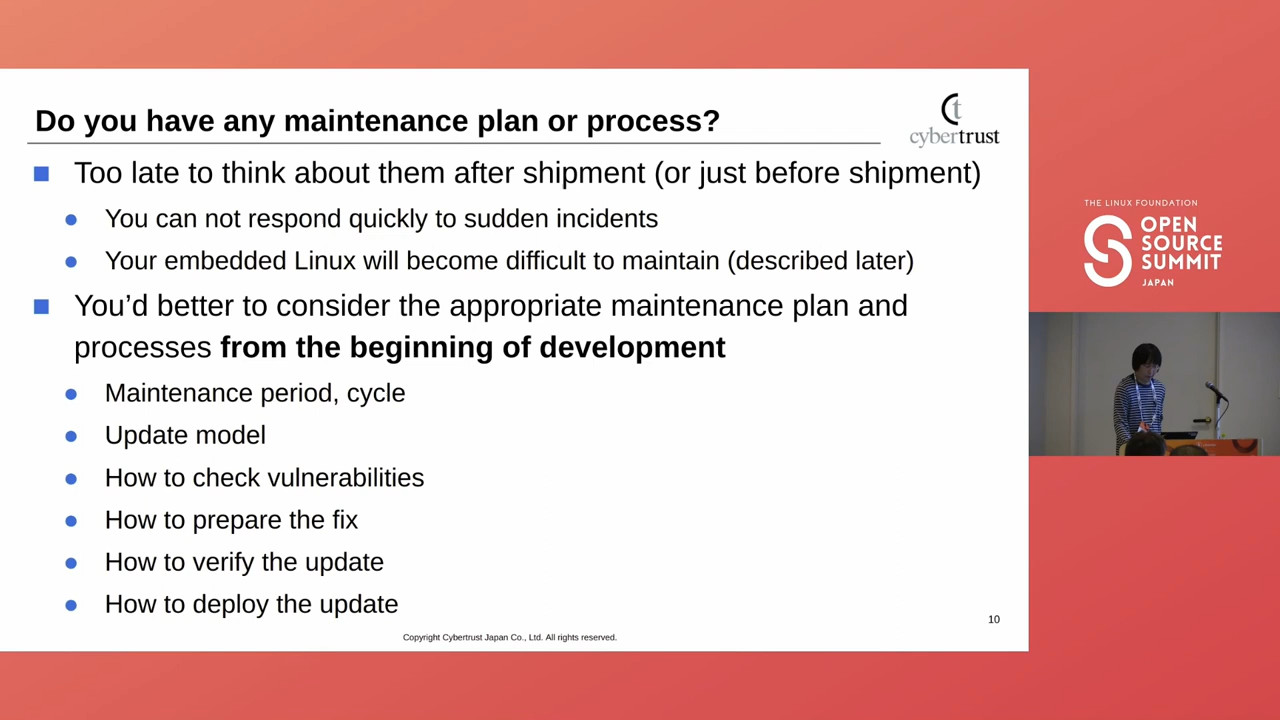 Do you have any maintenance plan or process?
cybertrust
Too late to think about them after shipment (or just before shipment)
You can not respond quickly to sudden incidents
Your embedded Linux will become difficult to maintain (described later)
You'd better to consider the appropriate maintenance plan and
processes from the beginning of development
Maintenance period, cycle
Update model
How to check vulnerabilities
How to prepare the fix
How to verify the update
How to deploy the update
10
Copyright Cybertrust Japan Co., Ltd. All rights reserved.
THE LINUX FOUNDATION
OPEN
SOURCE
SUMMIT
JAPAN